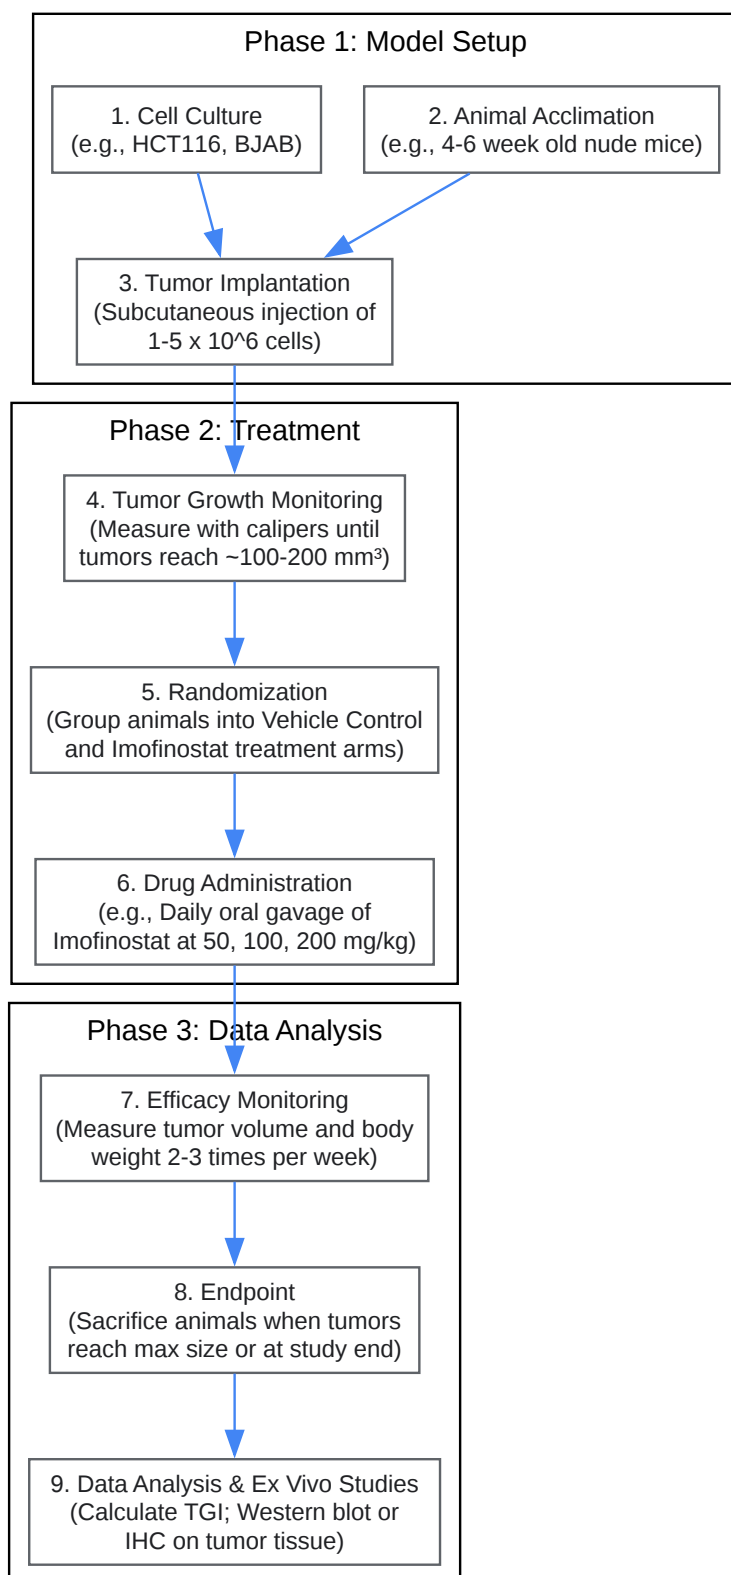 Phase 1: Model Setup
1. Cell Culture
(e.g., HCT116, BJAB)
2. Animal Acclimation
(e.g., 4-6 week old nude mice)
3. Tumor Implantation
(Subcutaneous injection of
1-5 x 10^6 cells)
Phase 2: Treatment
4. Tumor Growth Monitoring
(Measure with calipers until
tumors reach ~100-200 mm³)
5. Randomization
(Group animals into Vehicle Control
and Imofinostat treatment arms)
6. Drug Administration
(e.g., Daily oral gavage of
Imofinostat at 50, 100, 200 mg/kg)
Phase 3: Data Analysis
7. Efficacy Monitoring
(Measure tumor volume and body
weight 2-3 times per week)
8. Endpoint
(Sacrifice animals when tumors
reach max size or at study end)
9. Data Analysis & Ex Vivo Studies
(Calculate TGI; Western blot or
IHC on tumor tissue)